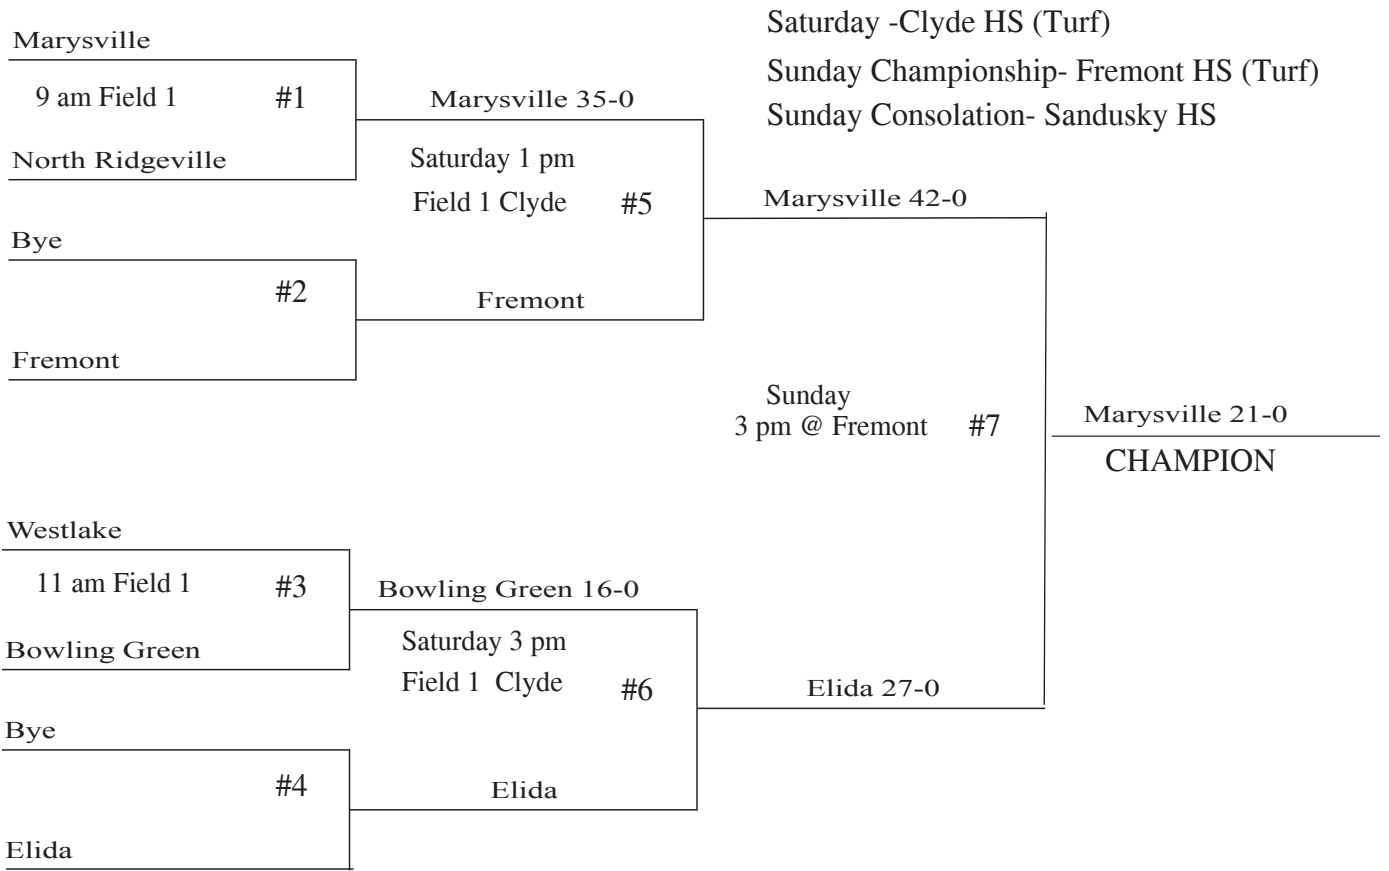 Saturday -Clyde HS (Turf)
Sunday Championship- Fremont HS (Turf)
Sunday Consolation- Sandusky HS
Marysville
9 am Field 1 #1
North Ridgeville
Marysville 35-0
Saturday 1 pm
Field 1 Clyde #5
Bye
#2
Fremont
Fremont
Marysville 42-0
Sunday
3 pm @ Fremont #7
Marysville 21-0
CHAMPION
Westlake
11 am Field 1 #3
Bowling Green
Bowling Green 16-0
Saturday 3 pm
Field 1 Clyde #6
Elida 27-0
Bye
#4
Elida
Elida